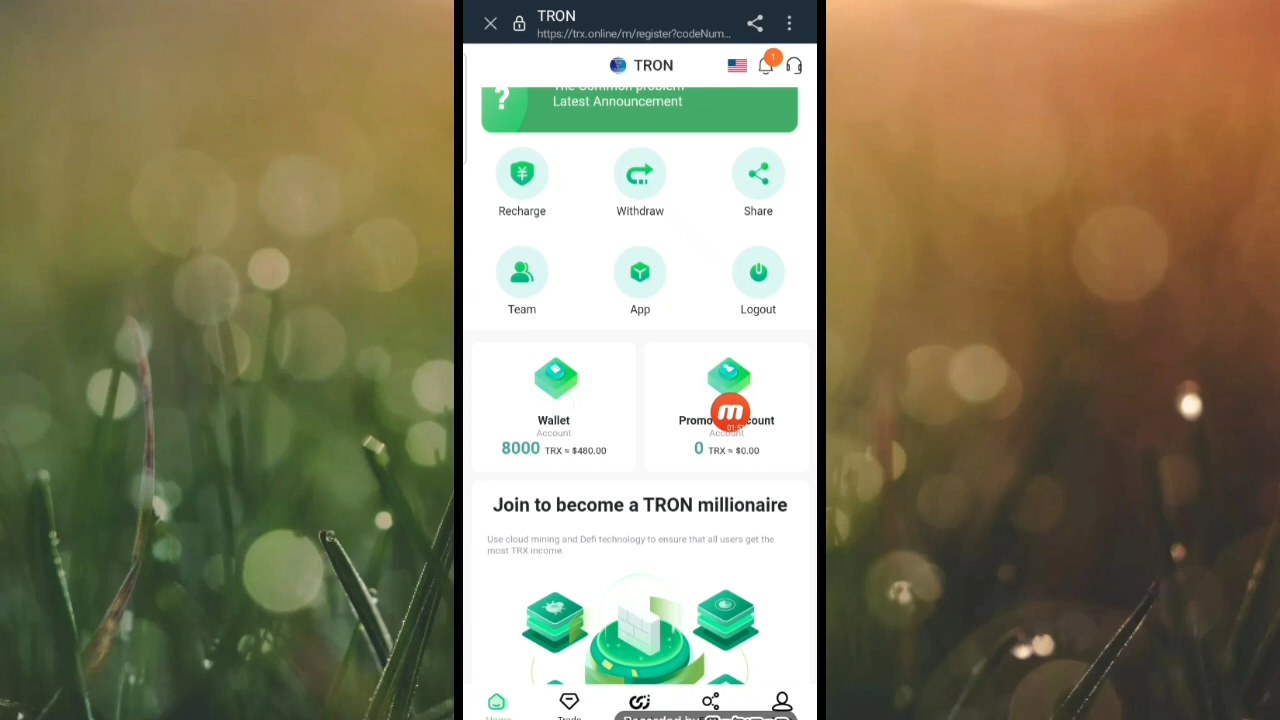 TRON
https://trx.online/m/register?codeNum...
TRON
1
The Common problem
Latest Announcement
Recharge
Withdraw
Share
Team
App
Logout
Wallet
Account
8000 TRX ≈ $480.00
Account
0 TRX ≈ $0.00
Join to become a TRON millionaire
Use cloud mining and Defi technology to ensure that all users get the
most TRX income.
Home
Trade
Recorded by